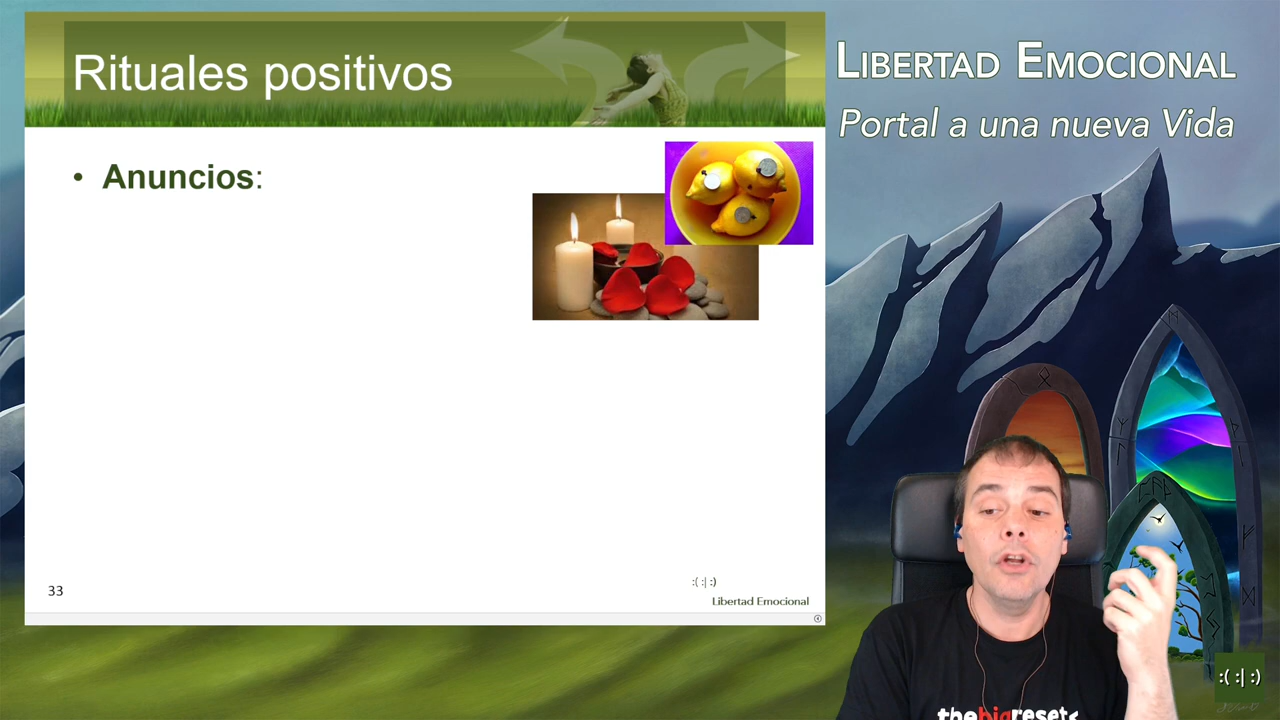 Rituales positivos
• Anuncios:
33
:( :| :)
Libertad Emocional
LIBERTAD EMOCIONAL
Portal a una nueva Vida
thebigreset
:( :| :)